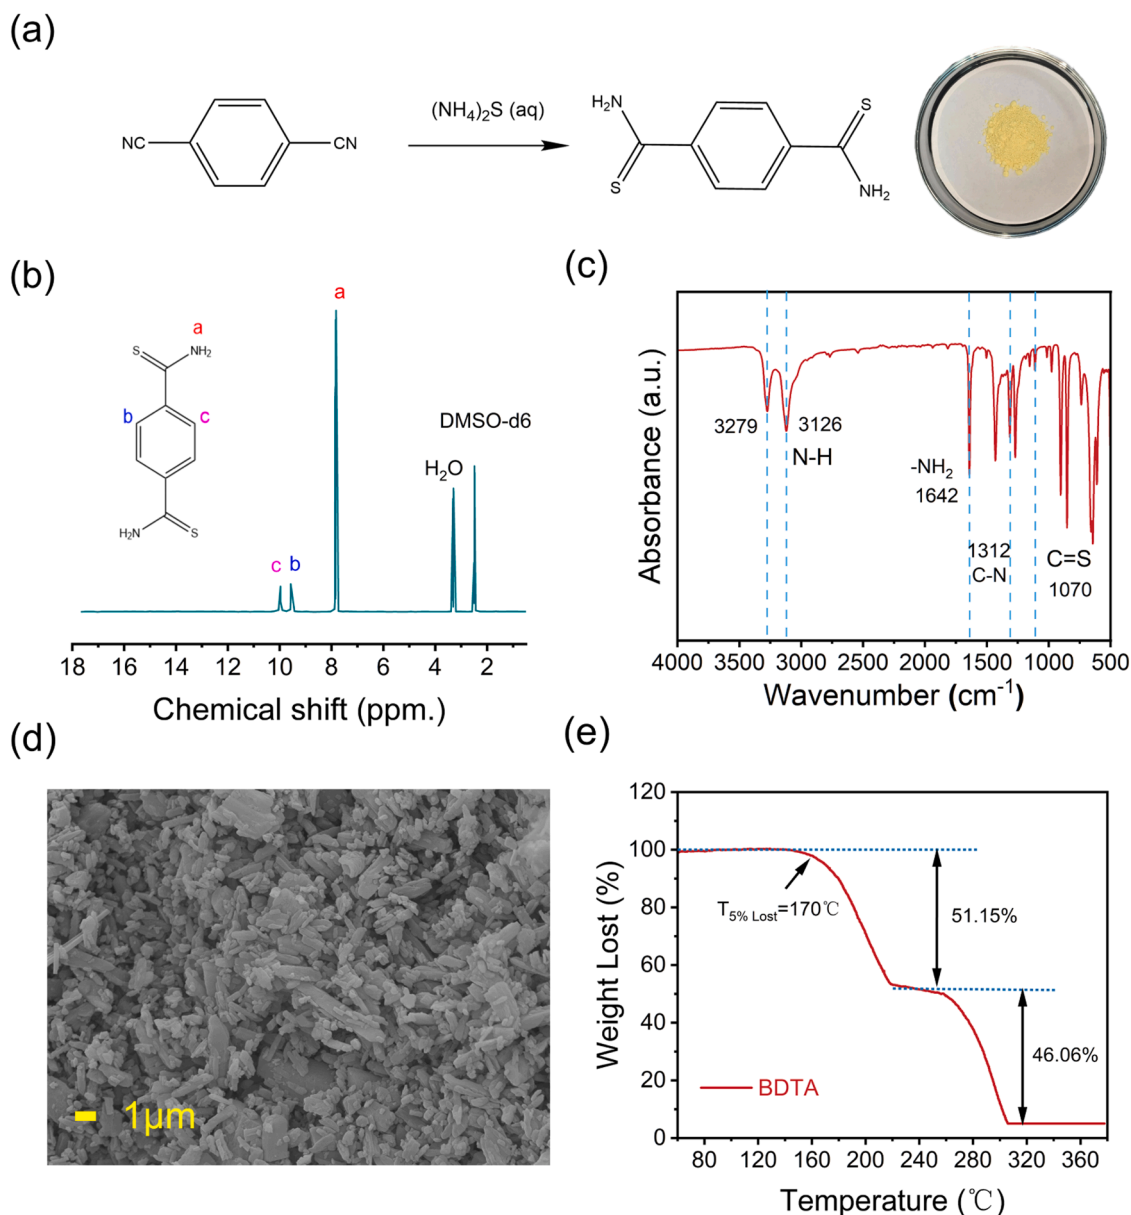 (a)
NC
CN
(NH₄)₂S (aq)
H₂N
S
S
NH₂
(b)
a
a
S
NH₂
b
c
H₂N
S
DMSO-d6
H₂O
c
b
18 16 14 12 10 8 6 4 2
Chemical shift (ppm.)
(c)
Absorbance (a.u.)
3279
3126
N-H
-NH₂
1642
1312
C-N
C=S
1070
4000 3500 3000 2500 2000 1500 1000 500
Wavenumber (cm⁻¹)
(d)
1μm
(e)
Weight Lost (%)
120
100
80
60
40
20
0
T5% Lost=170℃
51.15%
46.06%
BDTA
80 120 160 200 240 280 320 360
Temperature (℃)